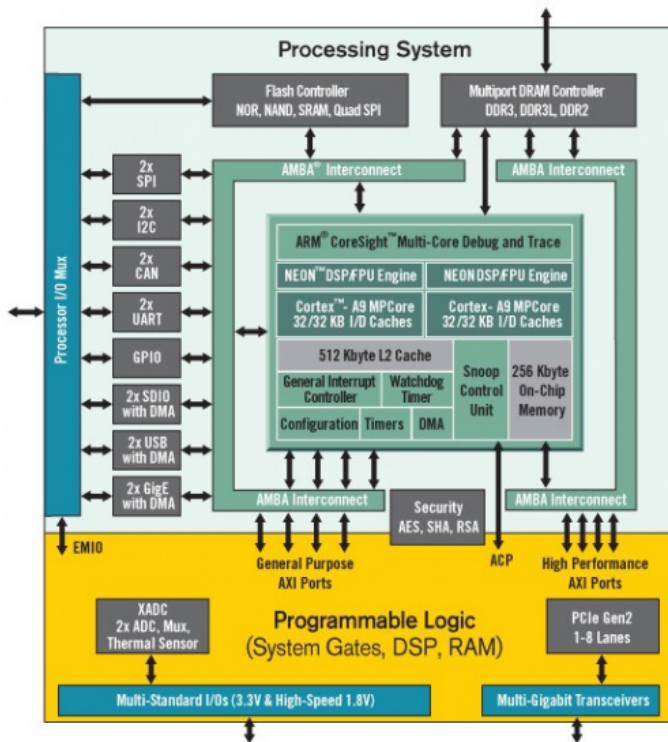 Processing System
Flash Controller
NOR, NAND, SRAM, Quad SPI
Multiport DRAM Controller
DDR3, DDR3L, DDR2
AMBA® Interconnect
AMBA Interconnect
Processor I/O Mux
2x
SPI
2x
I2C
2x
CAN
2x
UART
GPIO
2x SDIO
with DMA
2x USB
with DMA
2x GigE
with DMA
ARM® CoreSight™ Multi-Core Debug and Trace
NEON™ DSP/FPU Engine
NEON DSP/FPU Engine
Cortex™- A9 MPCore
32/32 KB I/D Caches
Cortex- A9 MPCore
32/32 KB I/D Caches
512 Kbyte L2 Cache
General Interrupt
Controller
Watchdog
Timer
Configuration
Timers
DMA
Snoop
Control
Unit
256 Kbyte
On-Chip
Memory
AMBA Interconnect
Security
AES, SHA, RSA
AMBA Interconnect
EMIO
General Purpose
AXI Ports
ACP
High Performance
AXI Ports
XADC
2x ADC, Mux,
Thermal Sensor
Programmable Logic
(System Gates, DSP, RAM)
PCIe Gen2
1-8 Lanes
Multi-Standard I/Os (3.3V & High-Speed 1.8V)
Multi-Gigabit Transceivers